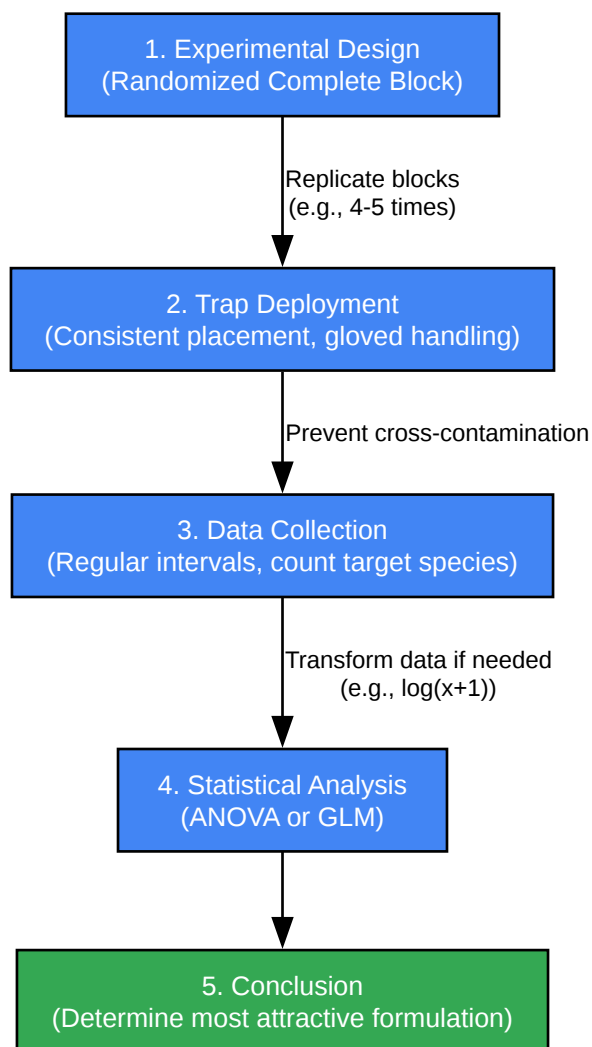 1. Experimental Design
(Randomized Complete Block)
Replicate blocks
(e.g., 4-5 times)
2. Trap Deployment
(Consistent placement, gloved handling)
Prevent cross-contamination
3. Data Collection
(Regular intervals, count target species)
Transform data if needed
(e.g., log(x+1))
4. Statistical Analysis
(ANOVA or GLM)
5. Conclusion
(Determine most attractive formulation)